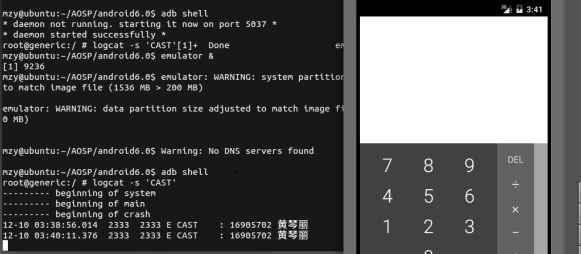 mzy@ubuntu:~/AOSP/android6.0$ adb shell
* daemon not running. starting it now on port 5037 *
* daemon started successfully *
root@generic:/ # logcat -s 'CAST'[1]+  Done
mzy@ubuntu:~/AOSP/android6.0$ emulator &
[1] 9236
mzy@ubuntu:~/AOSP/android6.0$ emulator: WARNING: system partition
to match image file (1536 MB > 200 MB)
emulator: WARNING: data partition size adjusted to match image fi
0 MB)
mzy@ubuntu:~/AOSP/android6.0$ Warning: No DNS servers found
mzy@ubuntu:~/AOSP/android6.0$ adb shell
root@generic:/ # logcat -s 'CAST'
--------- beginning of system
--------- beginning of main
--------- beginning of crash
12-10 03:38:56.014  2333  2333 E CAST    : 16905702 黄琴丽
12-10 03:40:11.376  2333  2333 E CAST    : 16905702 黄琴丽
3:41
7 8 9 DEL
÷
4 5 6
×
1 2 3 −